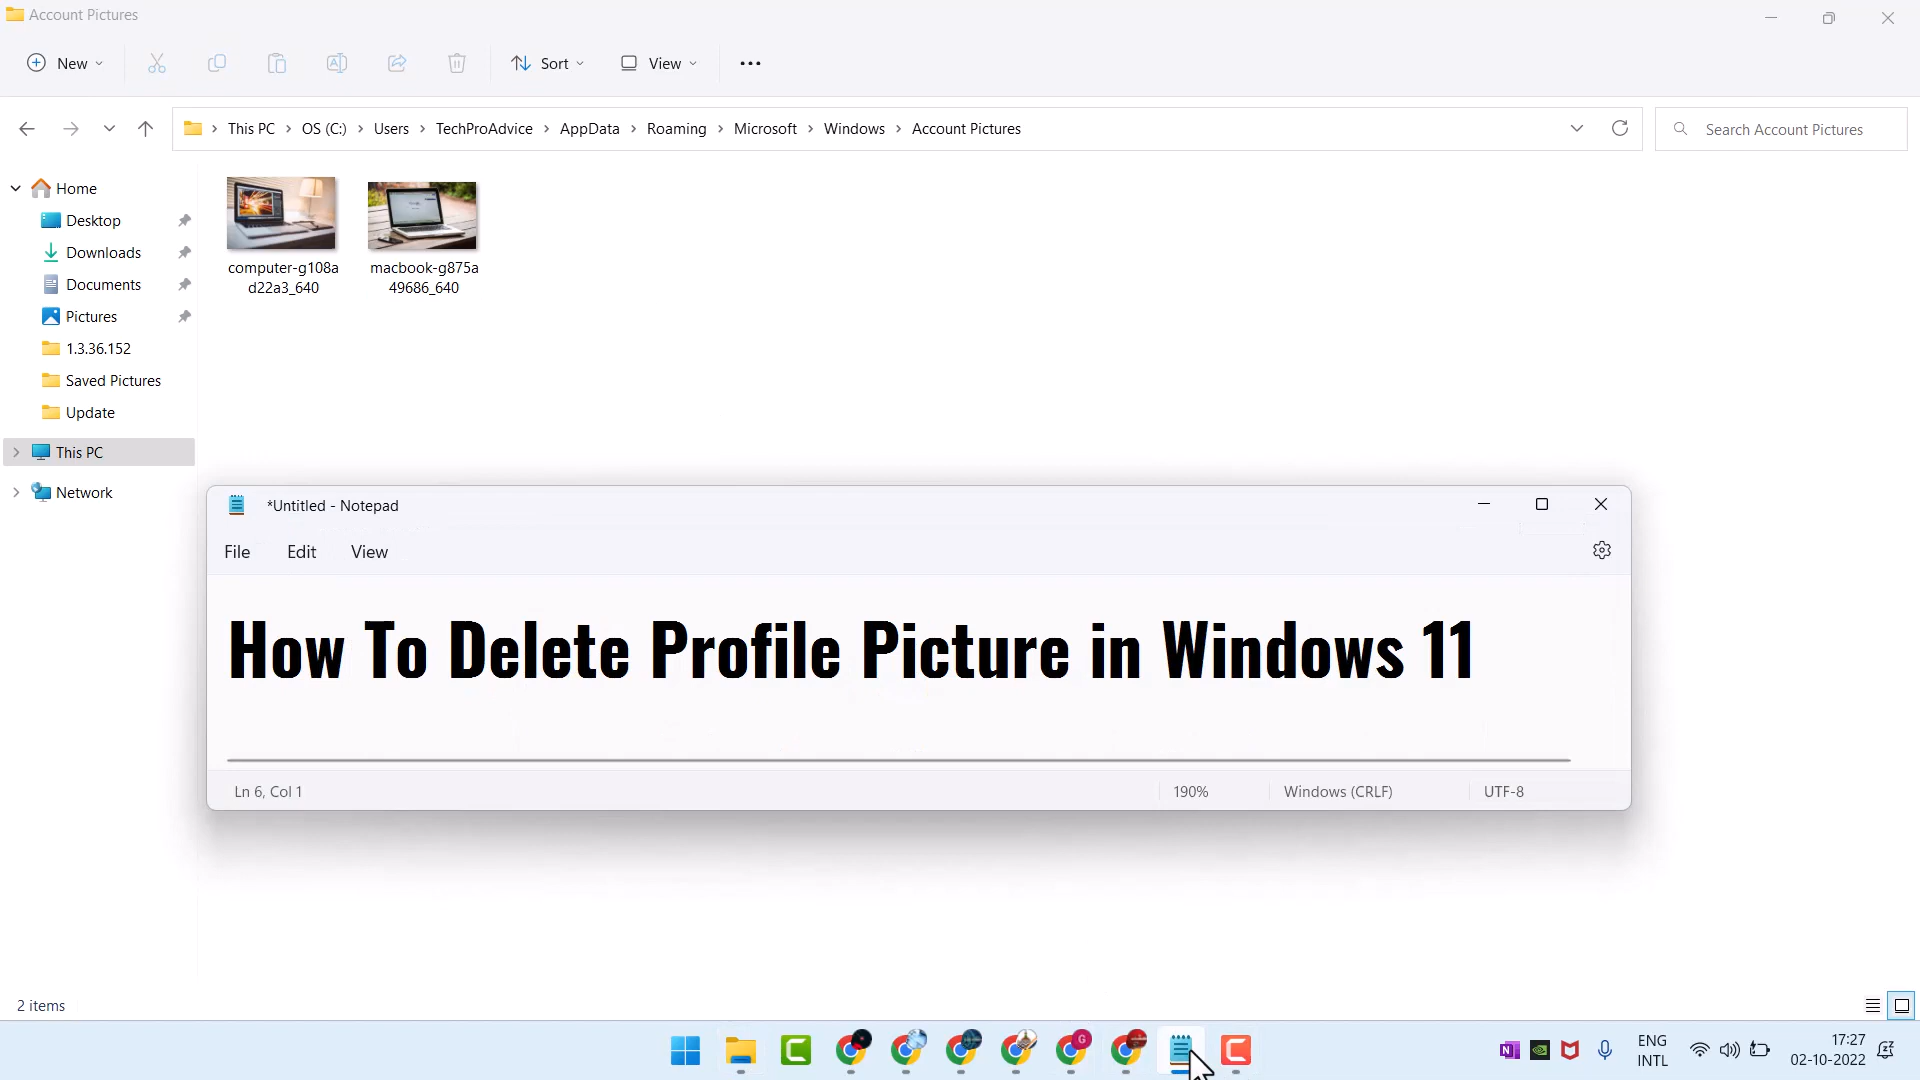 Account Pictures
New
Sort
View
This PC
OS (C:)
Users
TechProAdvice
AppData
Roaming
Microsoft
Windows
Account Pictures
Search Account Pictures
Home
Desktop
Downloads
Documents
Pictures
1.3.36.152
Saved Pictures
Update
This PC
Network
computer-g108a
d22a3_640
macbook-g875a
49686_640
*Untitled - Notepad
File
Edit
View
How To Delete Profile Picture in Windows 11
Ln 6, Col 1
190%
Windows (CRLF)
UTF-8
2 items
G
N
ENG
INTL
17:27
02-10-2022